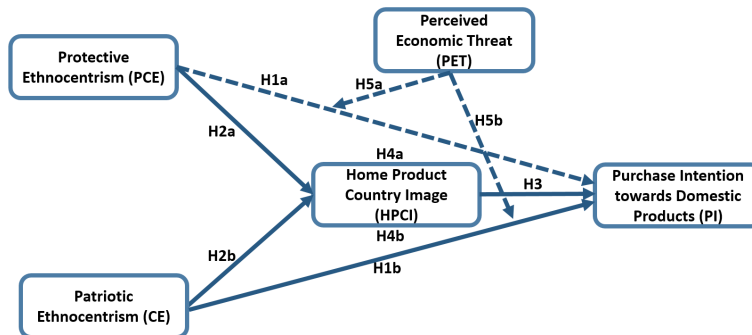 Perceived
Economic Threat
(PET)
Protective
Ethnocentrism (PCE)
H1a
H5a
H5b
H2a
H4a
Home Product
Country Image
(HPCI)
H3
Purchase Intention
towards Domestic
Products (PI)
H4b
H2b
H1b
Patriotic
Ethnocentrism (CE)